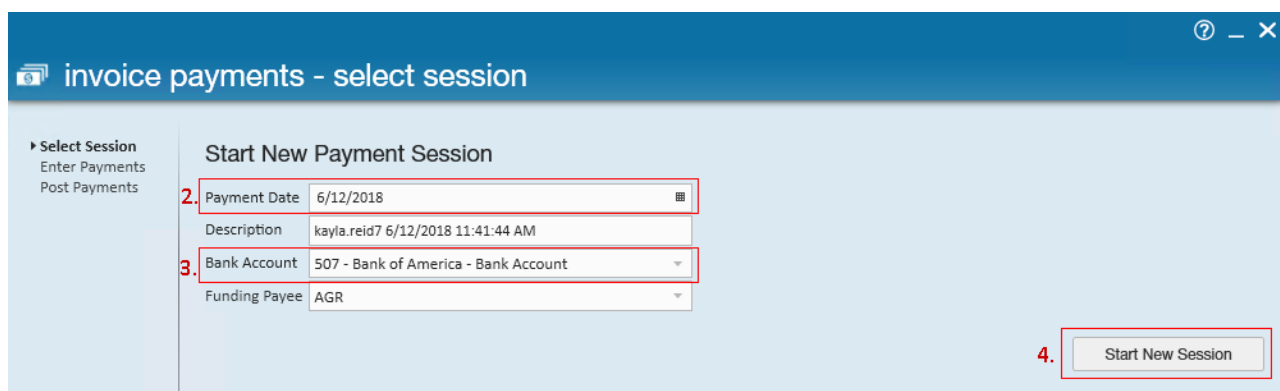 invoice payments - select session
Select Session
Enter Payments
Post Payments
Start New Payment Session
2. Payment Date 6/12/2018
Description kayla.reid7 6/12/2018 11:41:44 AM
3. Bank Account 507 - Bank of America - Bank Account
Funding Payee AGR
4. Start New Session